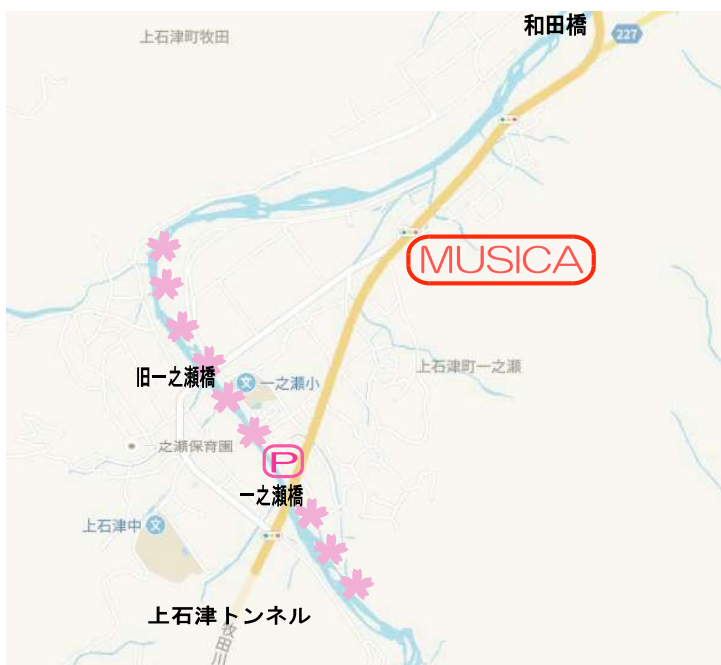 和田橋
227
上石津町牧田
MUSICA
旧一之瀬橋
文
一之瀬小
上石津町一之瀬
一之瀬保育園
P
一之瀬橋
上石津中
文
上石津トンネル
牧田川